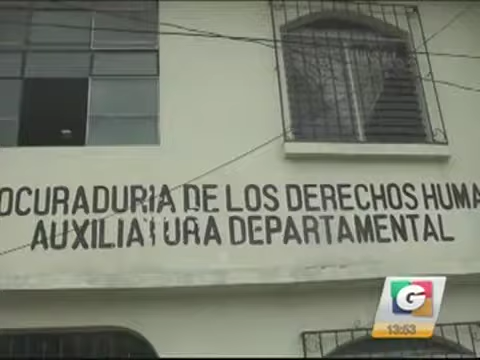 OCURADURIA DE LOS DERECHOS HUMA
AUXILIATURA DEPARTAMENTAL
G
13:53